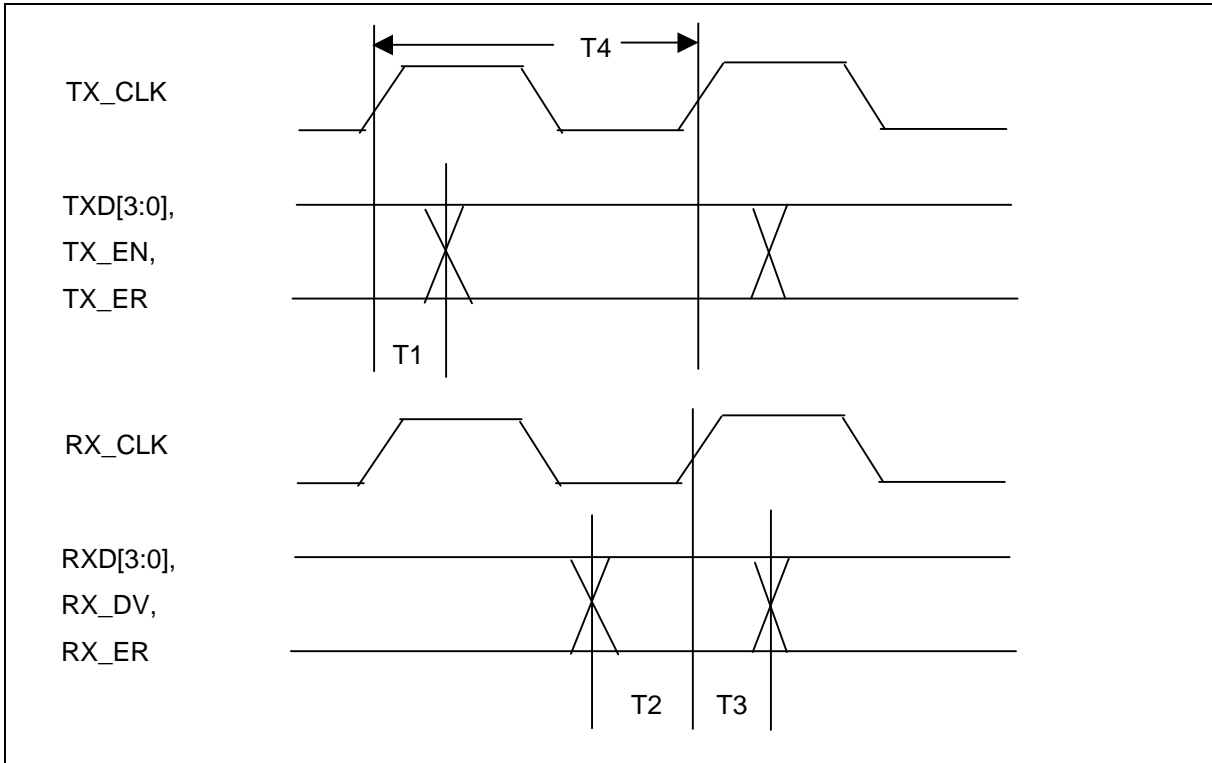 T4
TX_CLK
TXD[3:0],
TX_EN,
TX_ER
T1
RX_CLK
RXD[3:0],
RX_DV,
RX_ER
T2 T3